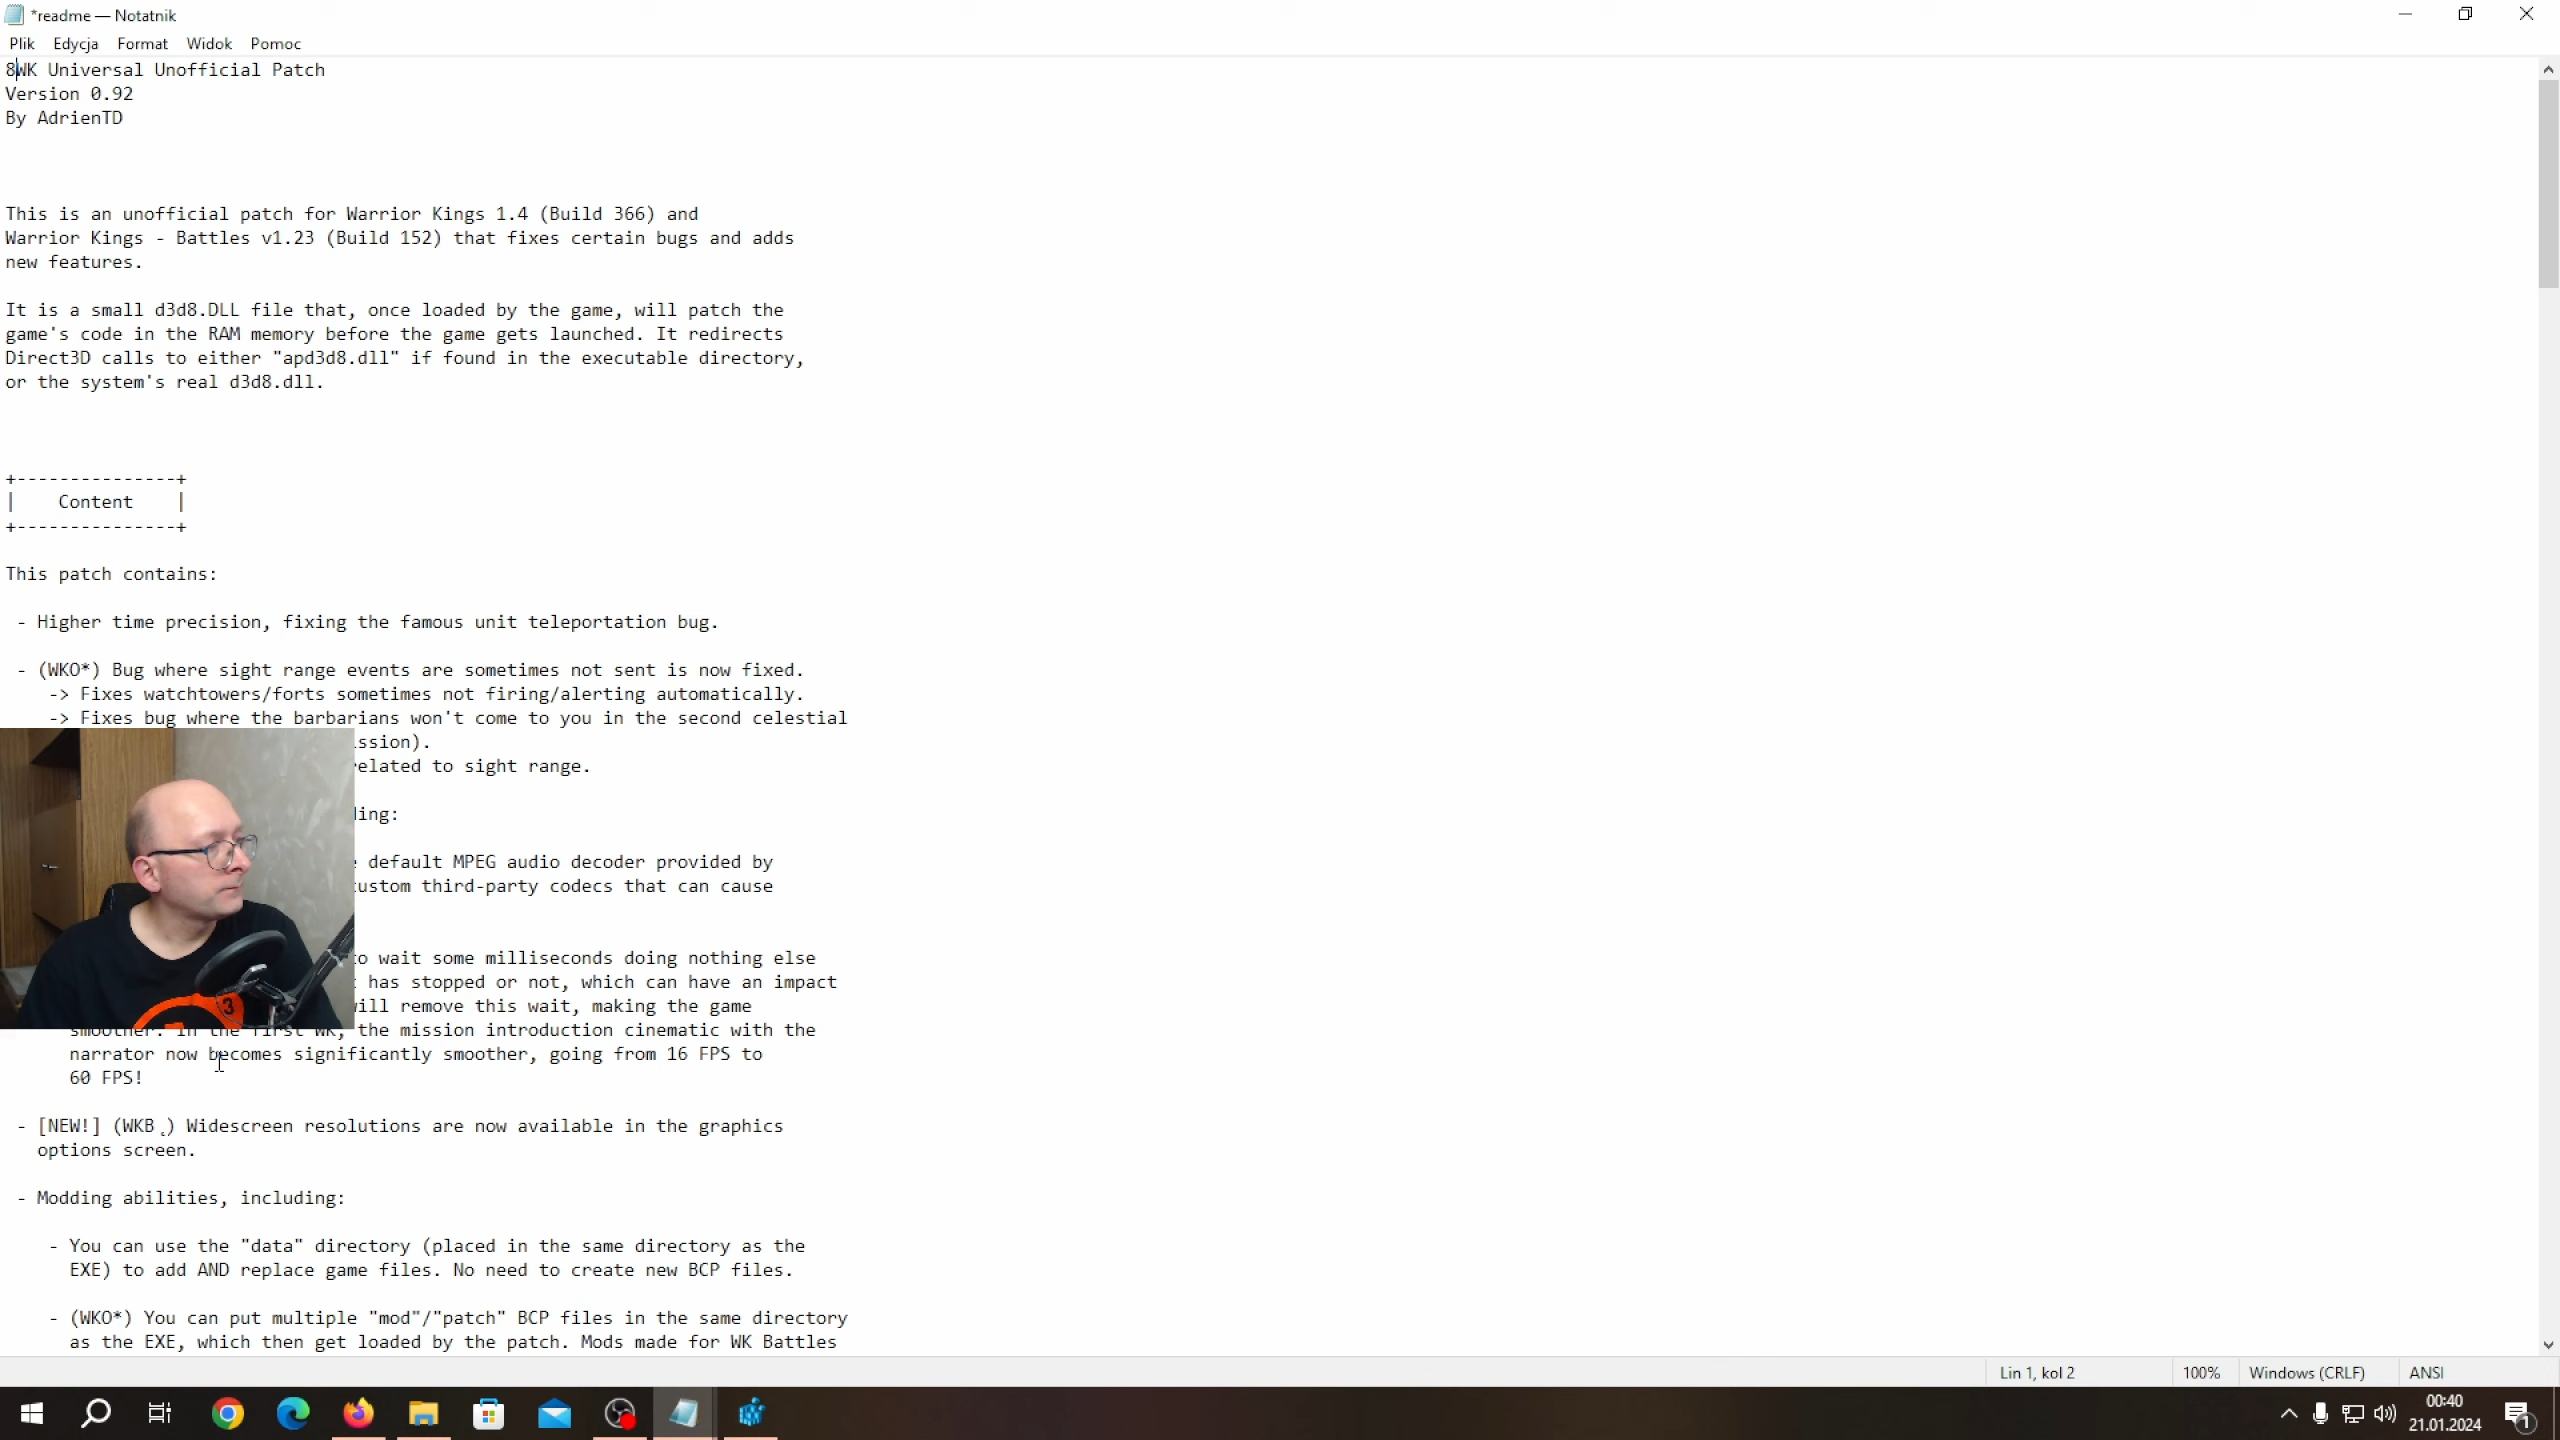 *readme — Notatnik
Plik Edycja Format Widok Pomoc
8WK Universal Unofficial Patch
Version 0.92
By AdrienTD
This is an unofficial patch for Warrior Kings 1.4 (Build 366) and
Warrior Kings - Battles v1.23 (Build 152) that fixes certain bugs and adds
new features.
It is a small d3d8.DLL file that, once loaded by the game, will patch the
game's code in the RAM memory before the game gets launched. It redirects
Direct3D calls to either "apd3d8.dll" if found in the executable directory,
or the system's real d3d8.dll.
+---------------+
|    Content    |
+---------------+
This patch contains:
- Higher time precision, fixing the famous unit teleportation bug.
- (WKO*) Bug where sight range events are sometimes not sent is now fixed.
-> Fixes watchtowers/forts sometimes not firing/alerting automatically.
-> Fixes bug where the barbarians won't come to you in the second celestial
ssion).
elated to sight range.
ding:
default MPEG audio decoder provided by
custom third-party codecs that can cause
to wait some milliseconds doing nothing else
has stopped or not, which can have an impact
will remove this wait, making the game
smoother. In the first WK, the mission introduction cinematic with the
narrator now becomes significantly smoother, going from 16 FPS to
60 FPS!
- [NEW!] (WKB˛) Widescreen resolutions are now available in the graphics
options screen.
- Modding abilities, including:
- You can use the "data" directory (placed in the same directory as the
EXE) to add AND replace game files. No need to create new BCP files.
- (WKO*) You can put multiple "mod"/"patch" BCP files in the same directory
as the EXE, which then get loaded by the patch. Mods made for WK Battles
3
Lin 1, kol 2 100% Windows (CRLF) ANSI
00:40
21.01.2024
1